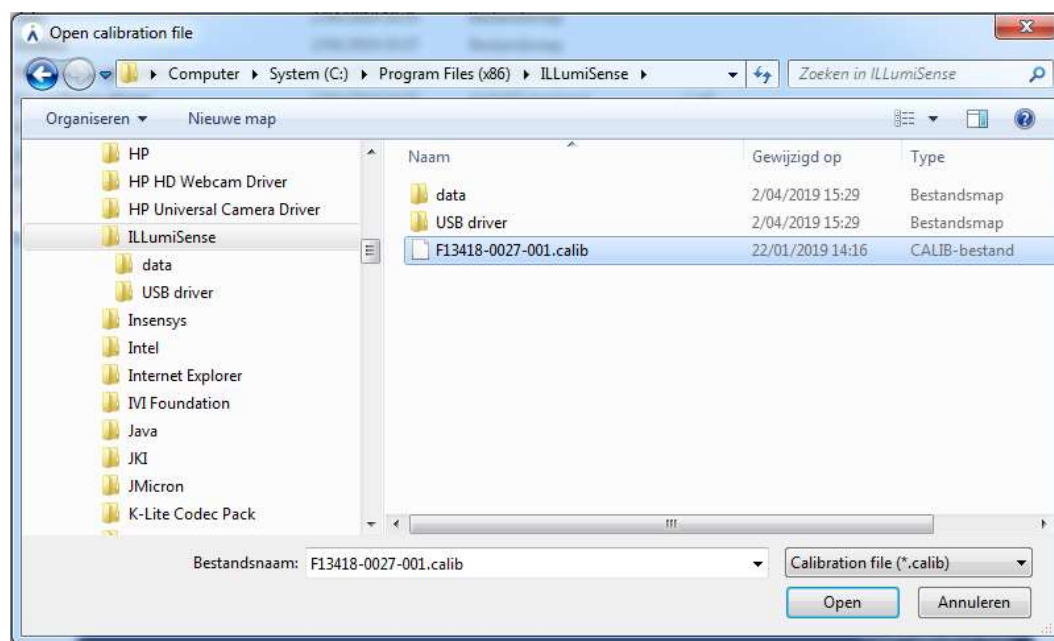 Open calibration file
Computer System (C:) Program Files (x86) ILLumiSense Zoeken in ILLumiSense
Organiseren Nieuwe map
HP
HP HD Webcam Driver
HP Universal Camera Driver
ILLumiSense
data
USB driver
Insensys
Intel
Internet Explorer
IVI Foundation
Java
JKI
JMicron
K-Lite Codec Pack
Naam Gewijzigd op Type
data 2/04/2019 15:29 Bestandsmap
USB driver 2/04/2019 15:29 Bestandsmap
F13418-0027-001.calib 22/01/2019 14:16 CALIB-bestand
Bestandsnaam: F13418-0027-001.calib Calibration file (*.calib)
Open Annuleren